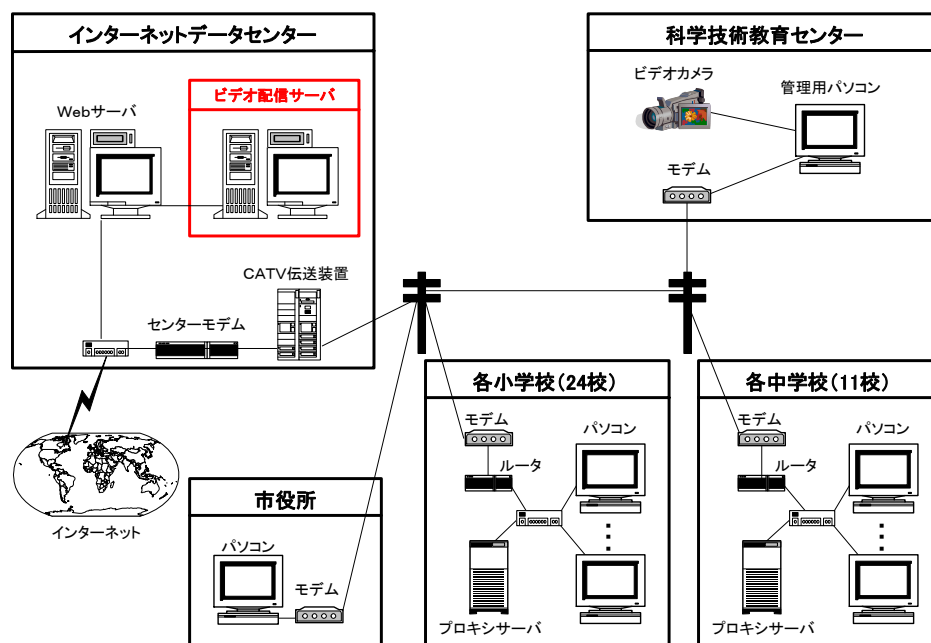 インターネットデータセンター
Webサーバ
ビデオ配信サーバ
CATV伝送装置
センターモデム
インターネット
科学技術教育センター
ビデオカメラ
管理用パソコン
モデム
市役所
パソコン
モデム
各小学校(24校)
モデム
パソコン
ルータ
プロキシサーバ
各中学校(11校)
モデム
パソコン
ルータ
プロキシサーバ